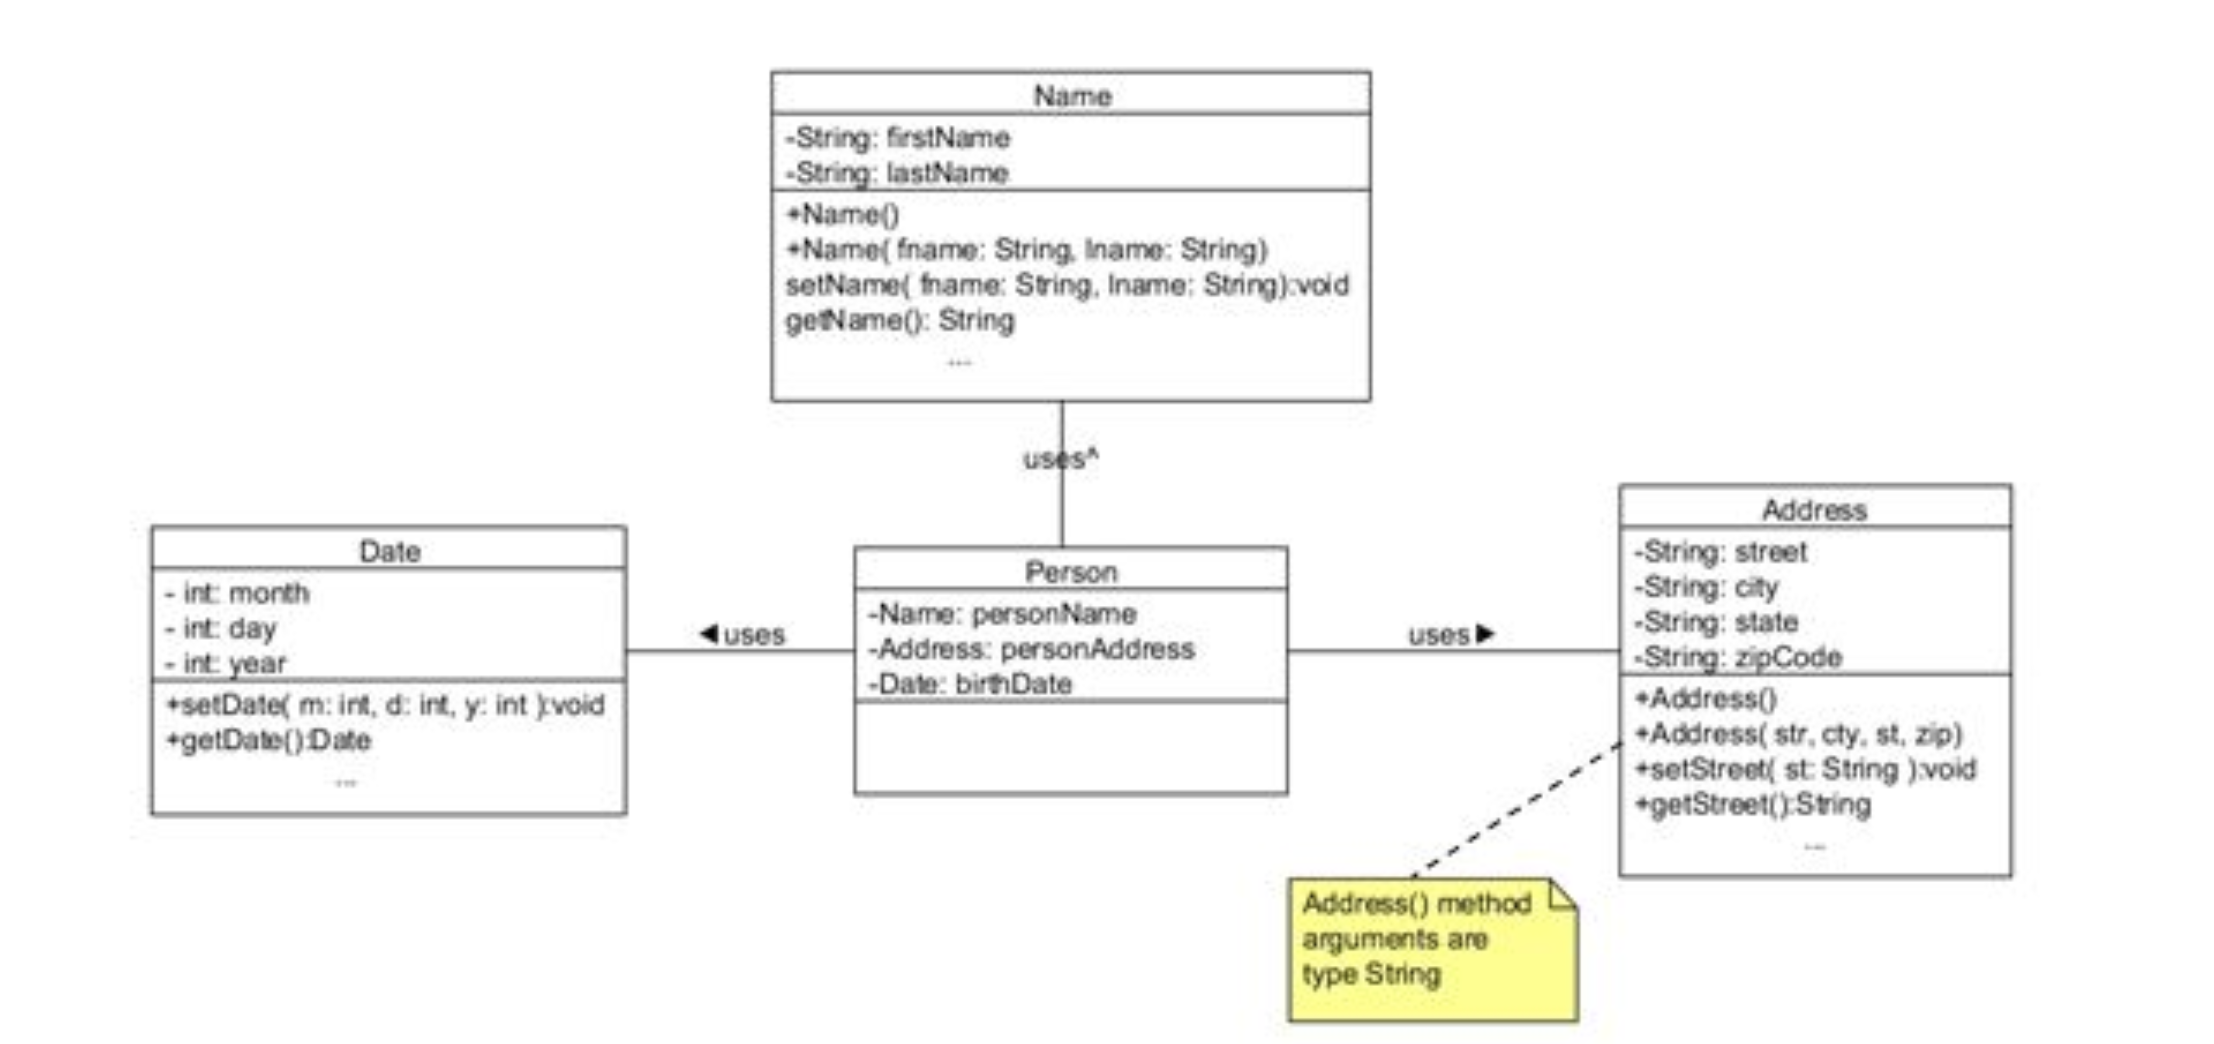 Name
-String: firstName
-String: lastName
+Name()
+Name( fname: String, lname: String)
setName( fname: String, lname: String):void
getName(): String
...
uses^
Date
- int: month
- int: day
- int: year
+setDate( m: int, d: int, y: int ):void
+getDate():Date
...
◀uses
Person
-Name: personName
-Address: personAddress
-Date: birthDate
uses▶
Address
-String: street
-String: city
-String: state
-String: zipCode
+Address()
+Address( str, cty, st, zip)
+setStreet( st: String ):void
+getStreet():String
...
Address() method
arguments are
type String